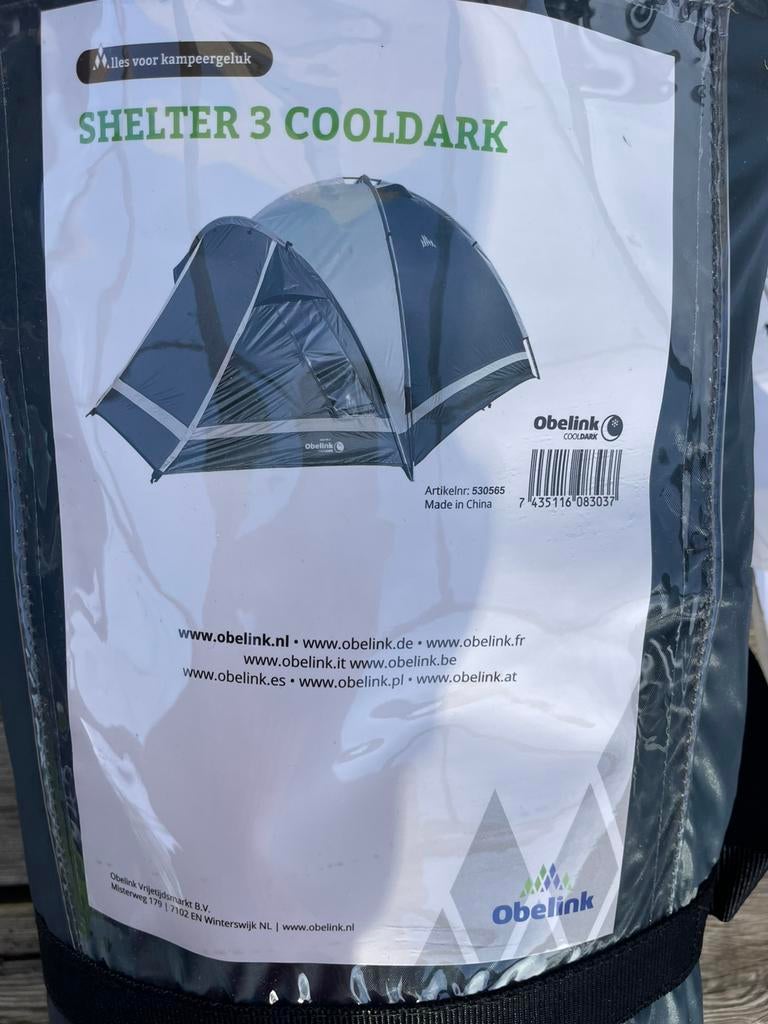 Alles voor kampeergeluk
SHELTER 3 COOLDARK
Obelink
COOLDARK
Obelink
Artikelnr: 530565
Made in China
7 435116 083037
www.obelink.nl • www.obelink.de • www.obelink.fr
www.obelink.it www.obelink.be
www.obelink.es • www.obelink.pl • www.obelink.at
Obelink Vrijetijdsmarkt B.V.
Misterweg 179 | 7102 EN Winterswijk NL | www.obelink.nl
Obelink